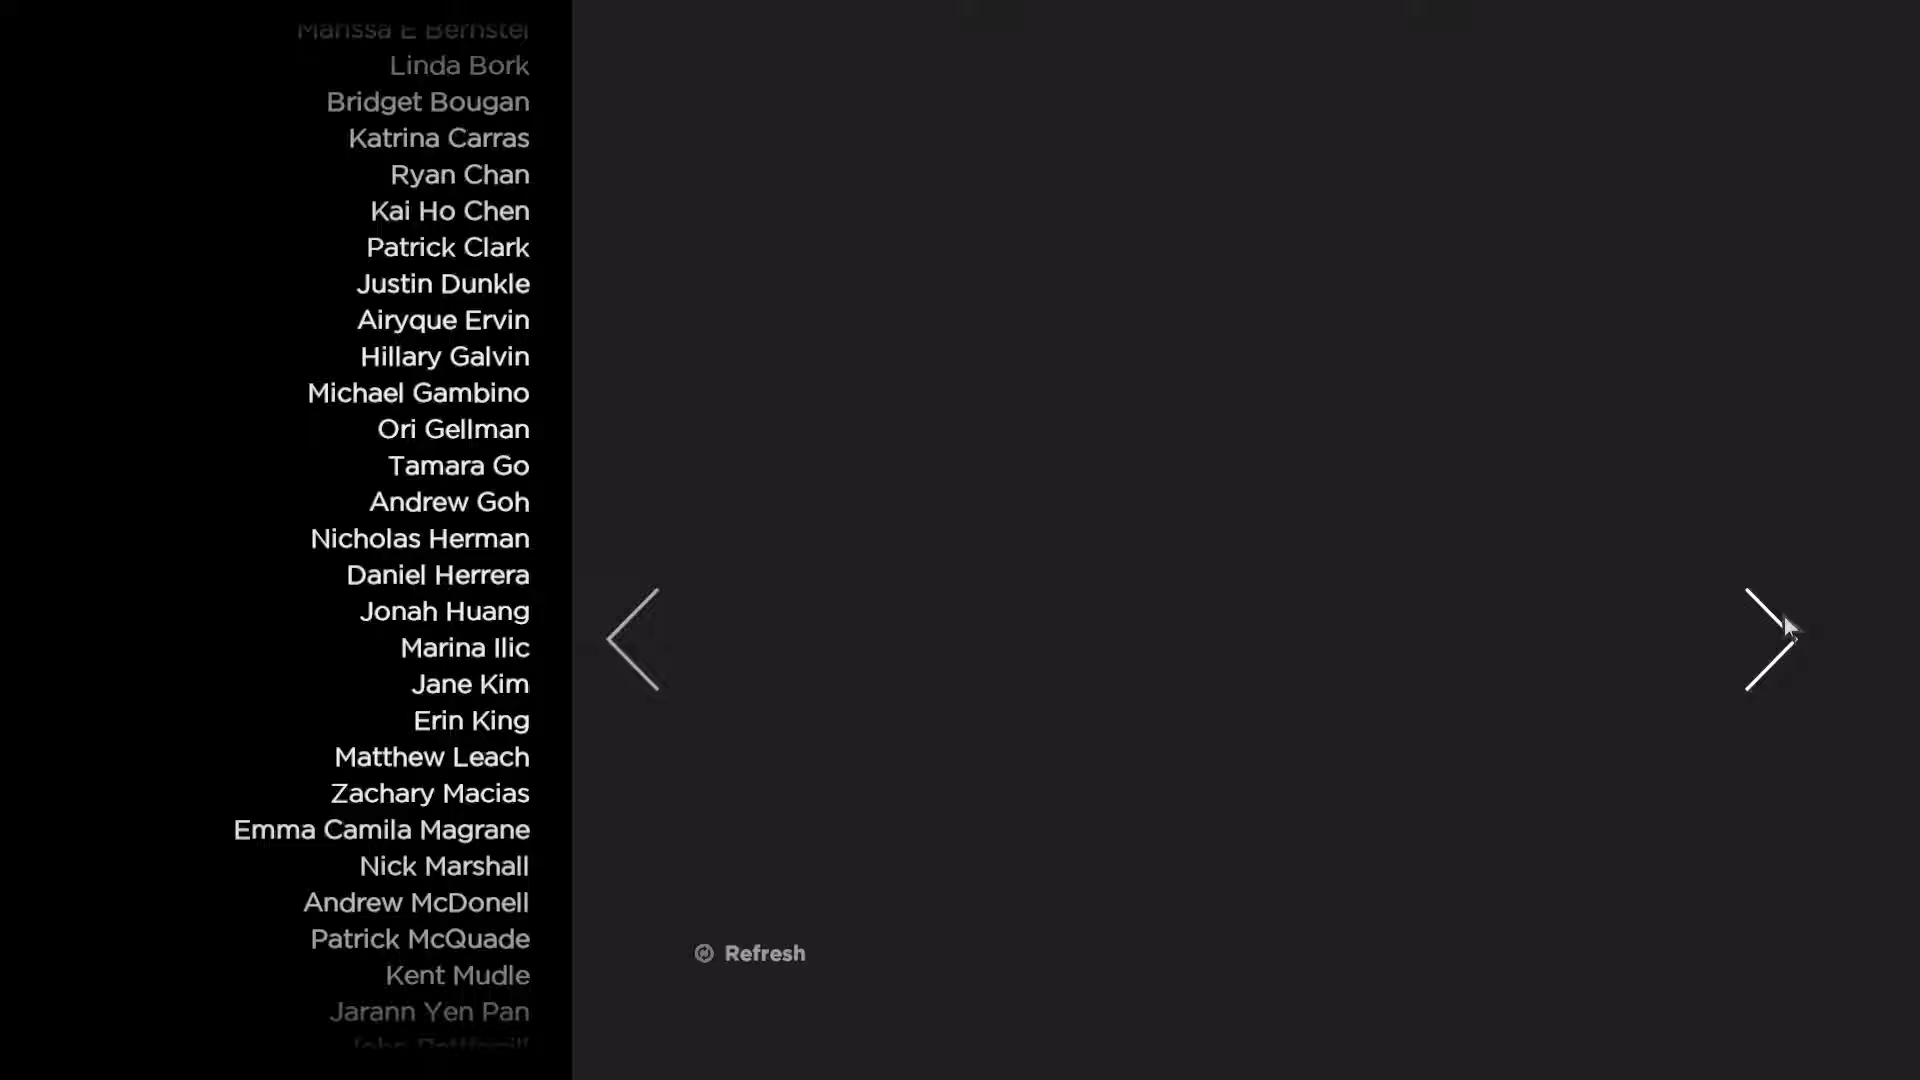 Marissa E Bernstei
Linda Bork
Bridget Bougan
Katrina Carras
Ryan Chan
Kai Ho Chen
Patrick Clark
Justin Dunkle
Airyque Ervin
Hillary Galvin
Michael Gambino
Ori Gellman
Tamara Go
Andrew Goh
Nicholas Herman
Daniel Herrera
Jonah Huang
Marina Ilic
Jane Kim
Erin King
Matthew Leach
Zachary Macias
Emma Camila Magrane
Nick Marshall
Andrew McDonell
Patrick McQuade
Kent Mudle
Jarann Yen Pan
John
Refresh